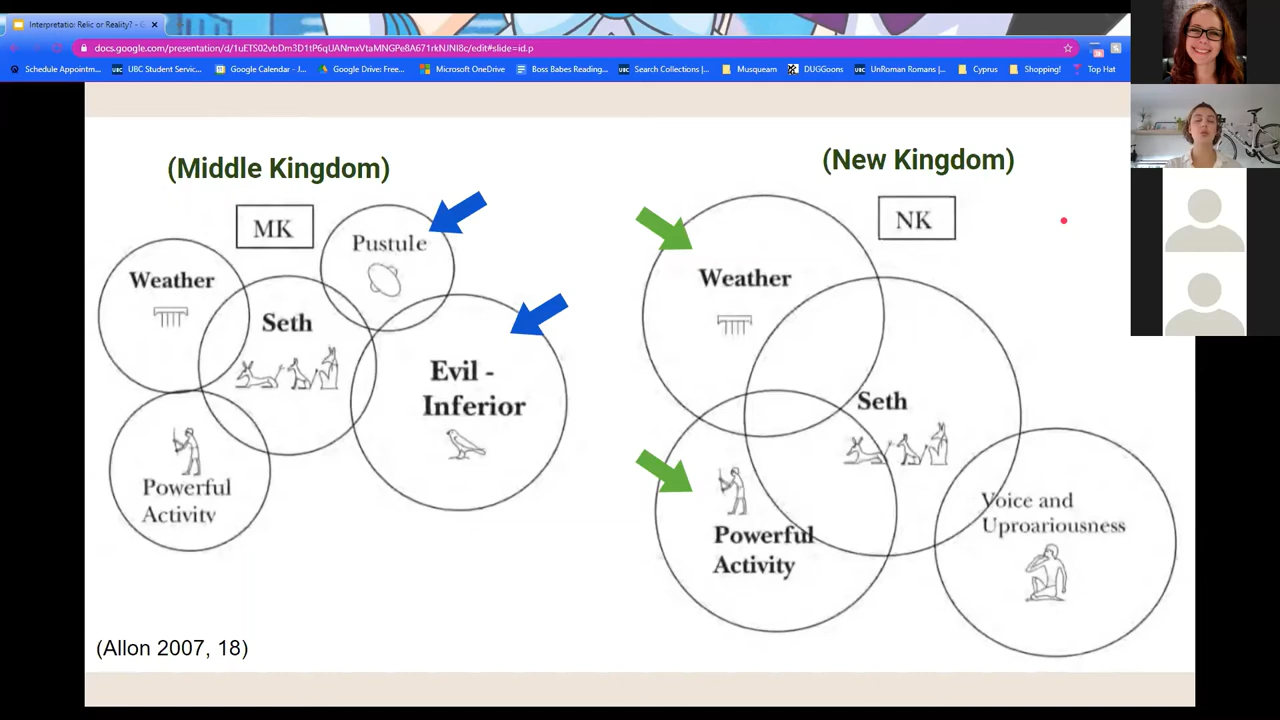 Interpretatio: Relic or Reality? - G
docs.google.com/presentation/d/1uETS02vbDm3D1tP6qUANmxVtaMNGPe8A671rkNJNI8c/edit#slide=id.p
Schedule Appointm... UBC Student Servic... Google Calendar - J... Google Drive: Free... Microsoft OneDrive Boss Babes Reading... Search Collections |... Musqueam DUGGoons UnRoman Romans |... Cyprus Shopping! Top Hat
(Middle Kingdom)
MK
Pustule
Weather
Seth
Evil -
Inferior
Powerful
Activity
(Allon 2007, 18)
(New Kingdom)
NK
Weather
Seth
Voice and
Uproariousness
Powerful
Activity